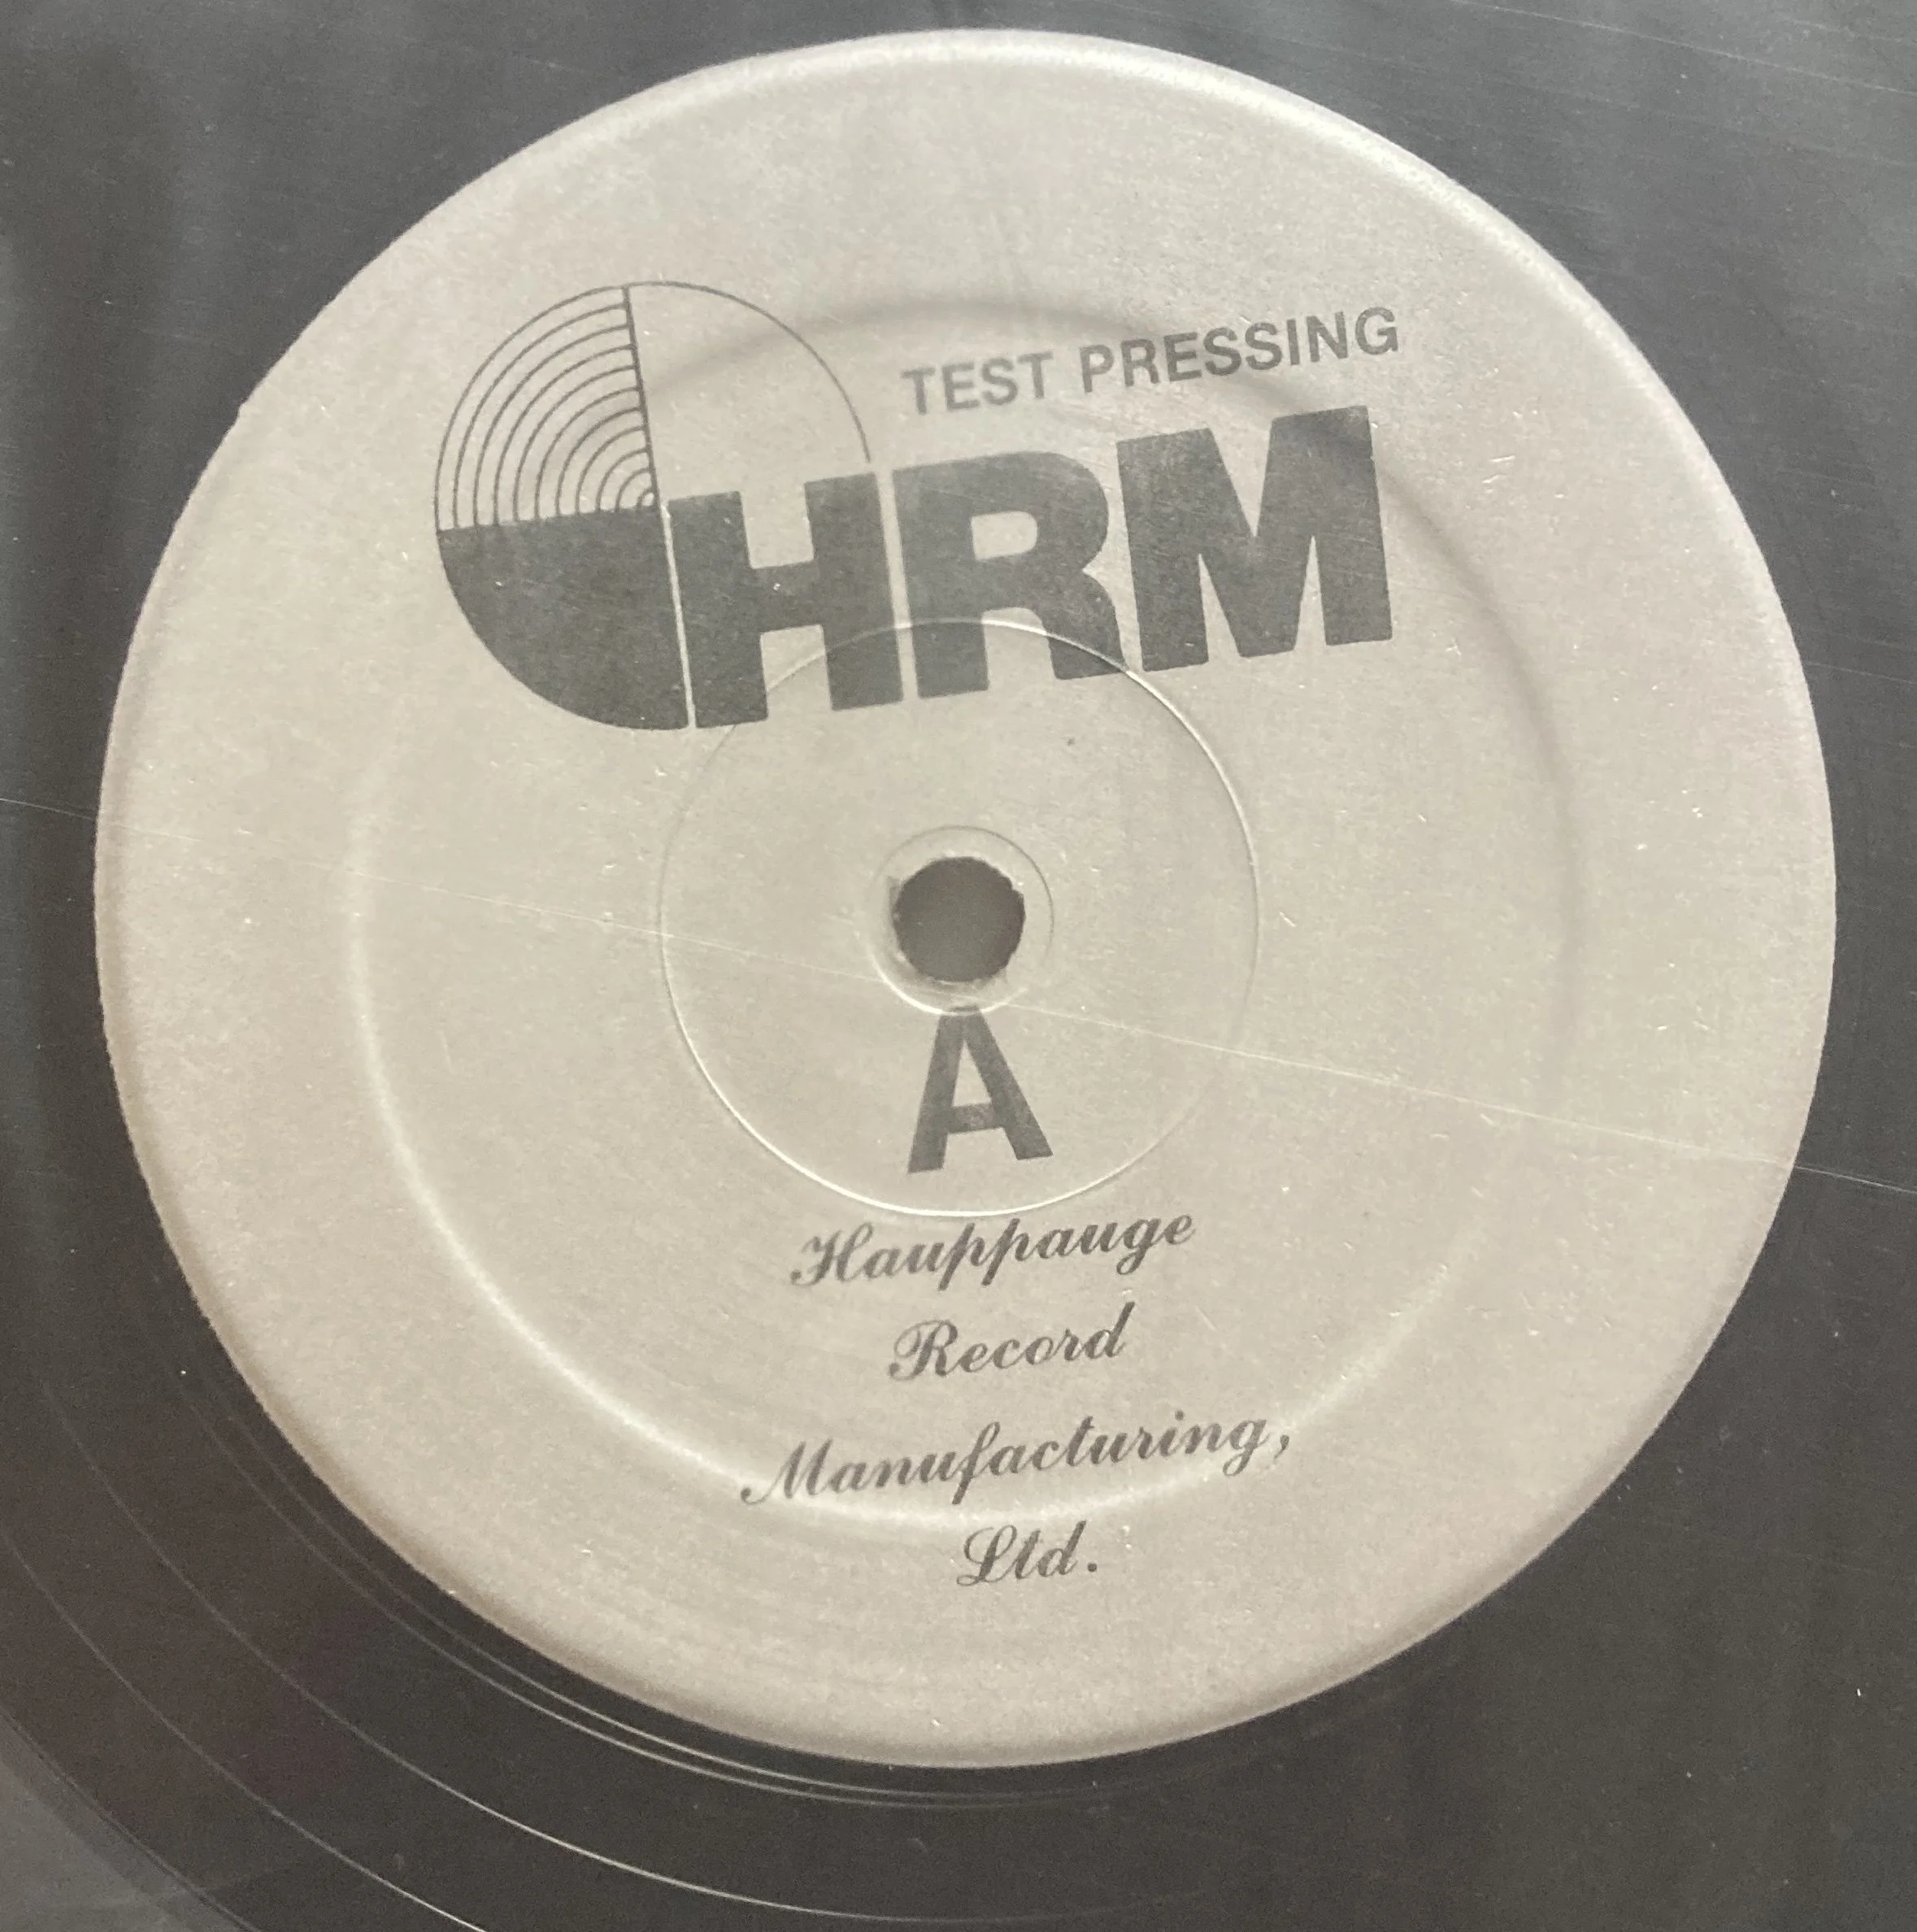 TEST PRESSING
HRM
A
Hauppauge
Record
Manufacturing,
Ltd.